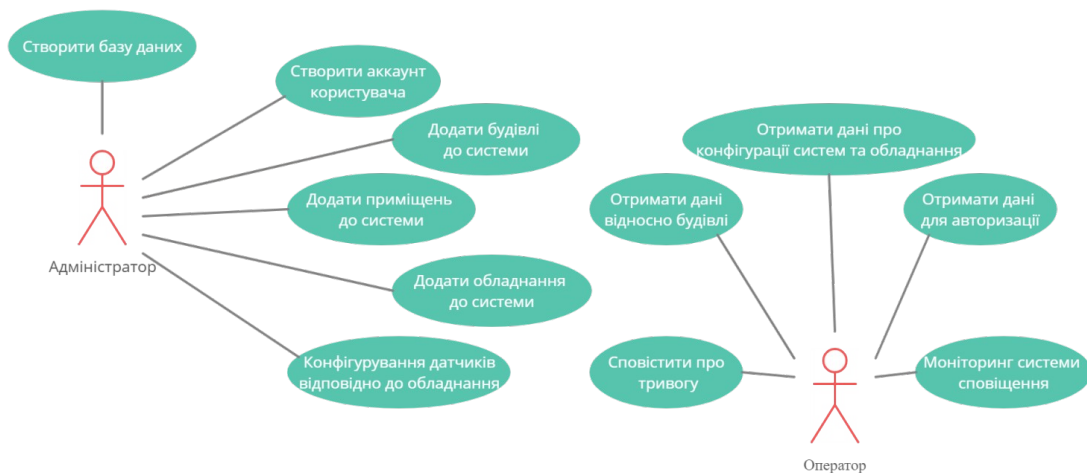 Створити базу даних
Створити аккаунт
користувача
Додати будівлі
до системи
Додати приміщень
до системи
Адміністратор
Додати обладнання
до системи
Конфігурування датчиків
відповідно до обладнання
Отримати дані про
конфігурації систем та обладнання
Отримати дані
відносно будівлі
Отримати дані
для авторизації
Сповістити про
тривогу
Моніторинг системи
сповіщення
Оператор